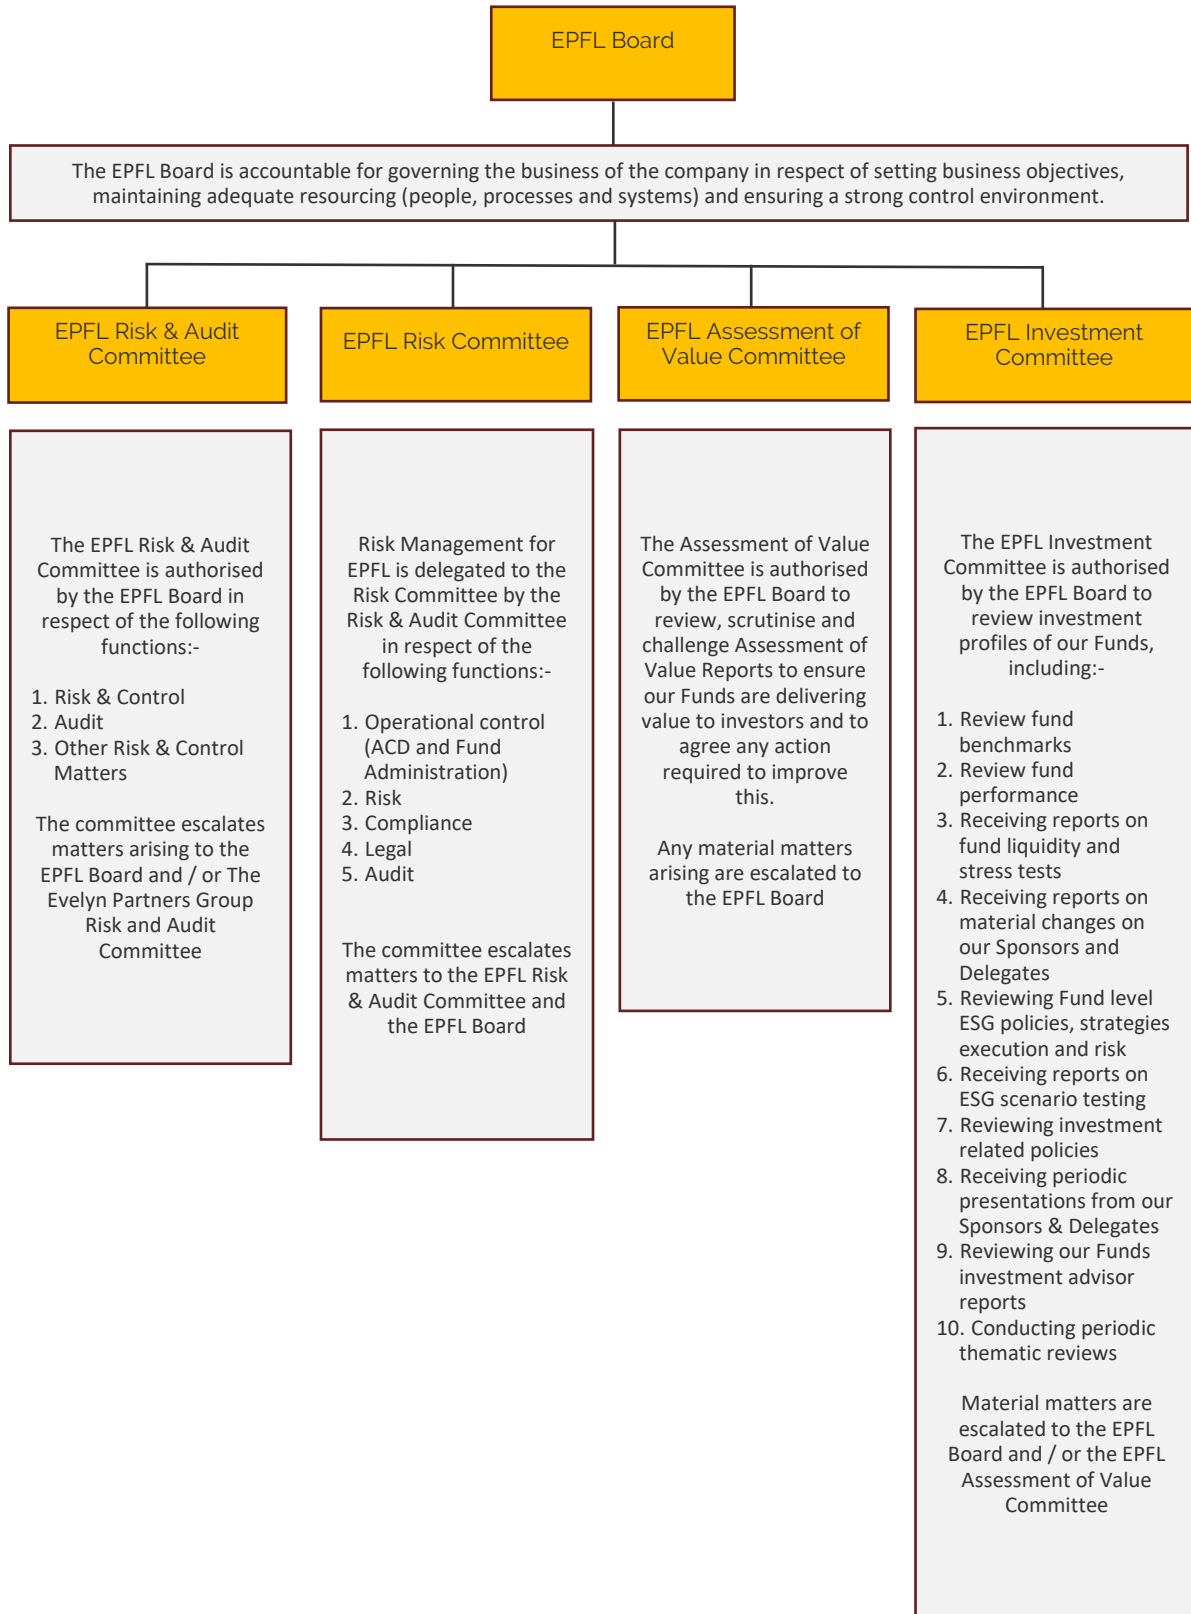 EPFL Board
The EPFL Board is accountable for governing the business of the company in respect of setting business objectives,
maintaining adequate resourcing (people, processes and systems) and ensuring a strong control environment.
EPFL Risk & Audit
Committee
EPFL Risk Committee
EPFL Assessment of
Value Committee
EPFL Investment
Committee
The EPFL Risk & Audit
Committee is authorised
by the EPFL Board in
respect of the following
functions:-
1. Risk & Control
2. Audit
3. Other Risk & Control
Matters
The committee escalates
matters arising to the
EPFL Board and / or The
Evelyn Partners Group
Risk and Audit
Committee
Risk Management for
EPFL is delegated to the
Risk Committee by the
Risk & Audit Committee
in respect of the
following functions:-
1. Operational control
(ACD and Fund
Administration)
2. Risk
3. Compliance
4. Legal
5. Audit
The committee escalates
matters to the EPFL Risk
& Audit Committee and
the EPFL Board
The Assessment of Value
Committee is authorised
by the EPFL Board to
review, scrutinise and
challenge Assessment of
Value Reports to ensure
our Funds are delivering
value to investors and to
agree any action
required to improve
this.
Any material matters
arising are escalated to
the EPFL Board
The EPFL Investment
Committee is authorised
by the EPFL Board to
review investment
profiles of our Funds,
including:-
1. Review fund
benchmarks
2. Review fund
performance
3. Receiving reports on
fund liquidity and
stress tests
4. Receiving reports on
material changes on
our Sponsors and
Delegates
5. Reviewing Fund level
ESG policies, strategies
execution and risk
6. Receiving reports on
ESG scenario testing
7. Reviewing investment
related policies
8. Receiving periodic
presentations from our
Sponsors & Delegates
9. Reviewing our Funds
investment advisor
reports
10. Conducting periodic
thematic reviews
Material matters are
escalated to the EPFL
Board and / or the EPFL
Assessment of Value
Committee